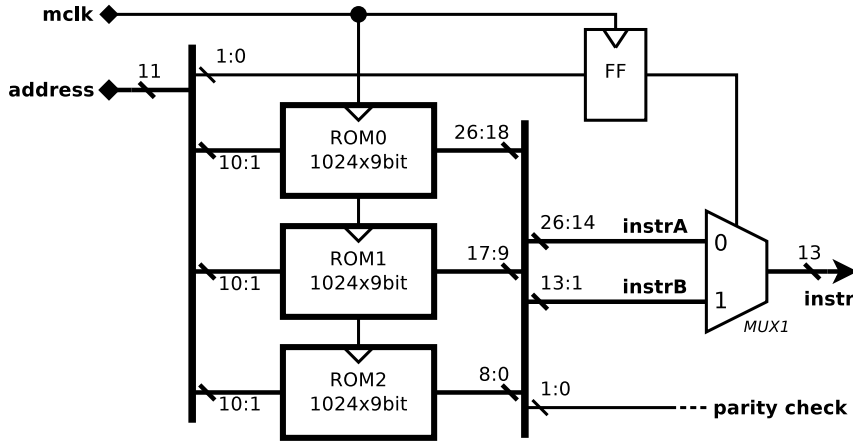 mclk
address
11
1:0
FF
ROM0
1024x9bit
10:1
26:18
ROM1
1024x9bit
10:1
17:9
ROM2
1024x9bit
10:1
8:0
26:14
instrA
0
13:1
instrB
1
MUX1
13
instr
1:0
parity check